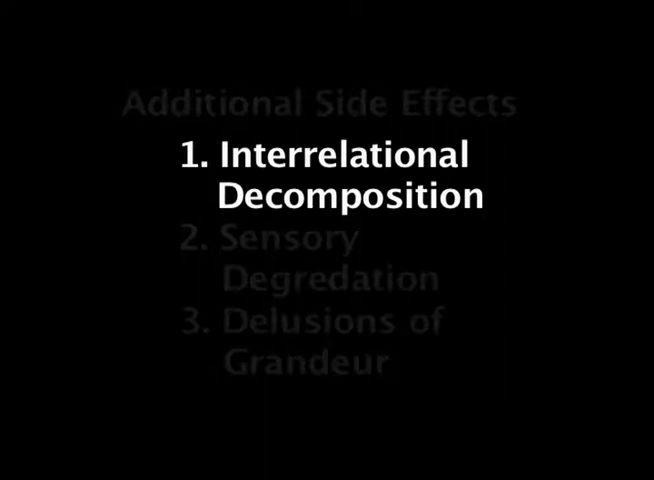 Additional Side Effects
1. Interrelational
Decomposition
2. Sensory
Degredation
3. Delusions of
Grandeur